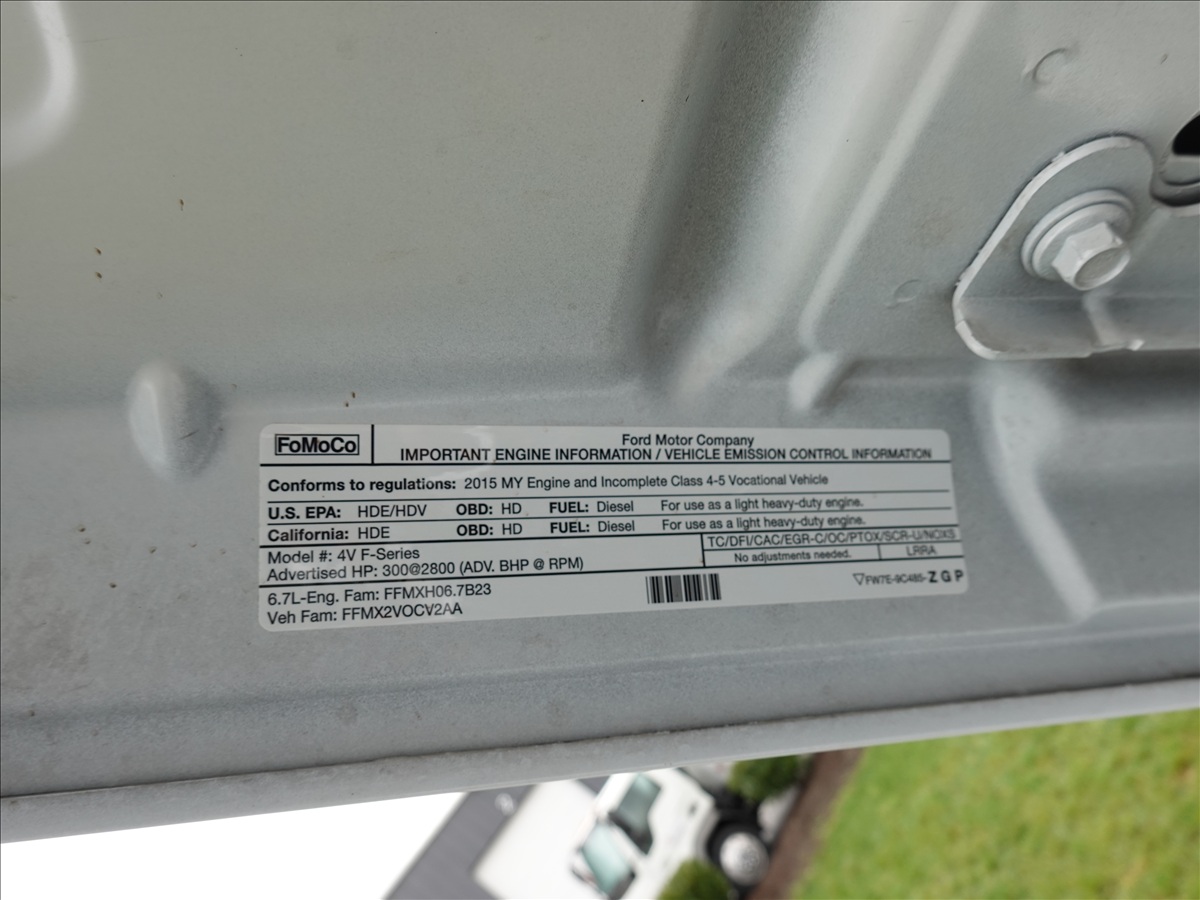 FoMoCo
Ford Motor Company
IMPORTANT ENGINE INFORMATION / VEHICLE EMISSION CONTROL INFORMATION
Conforms to regulations: 2015 MY Engine and Incomplete Class 4-5 Vocational Vehicle
U.S. EPA: HDE/HDV OBD: HD FUEL: Diesel For use as a light heavy-duty engine.
California: HDE OBD: HD FUEL: Diesel For use as a light heavy-duty engine.
Model #: 4V F-Series
Advertised HP: 300@2800 (ADV. BHP @ RPM)
TC/DFI/CAC/EGR-C/OC/PTOX/SCR-U/NOXS
No adjustments needed. LRRA
6.7L-Eng. Fam: FFMXH06.7B23
Veh Fam: FFMX2VOCV2AA
FW7E-9C485- Z G P